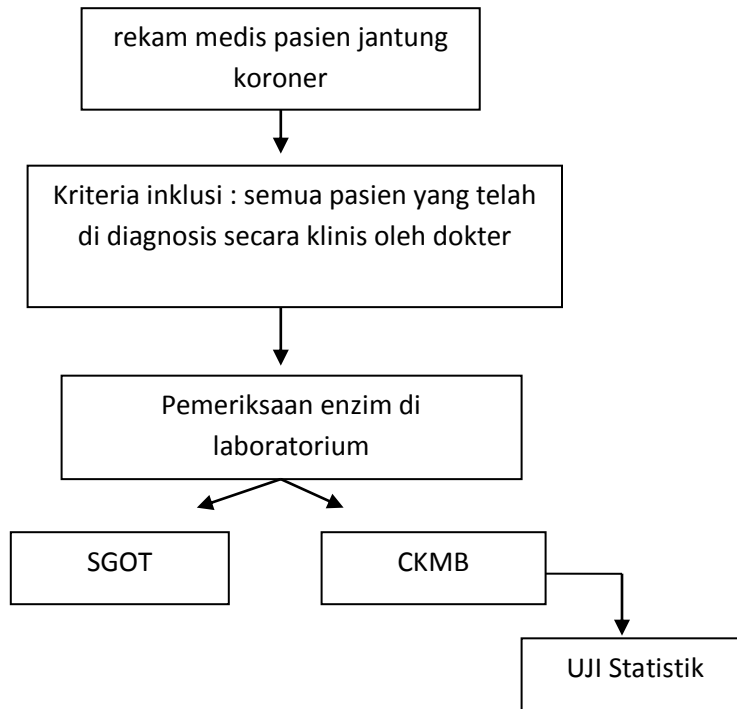 rekam medis pasien jantung
koroner
Kriteria inklusi : semua pasien yang telah
di diagnosis secara klinis oleh dokter
Pemeriksaan enzim di
laboratorium
SGOT
CKMB
UJI Statistik